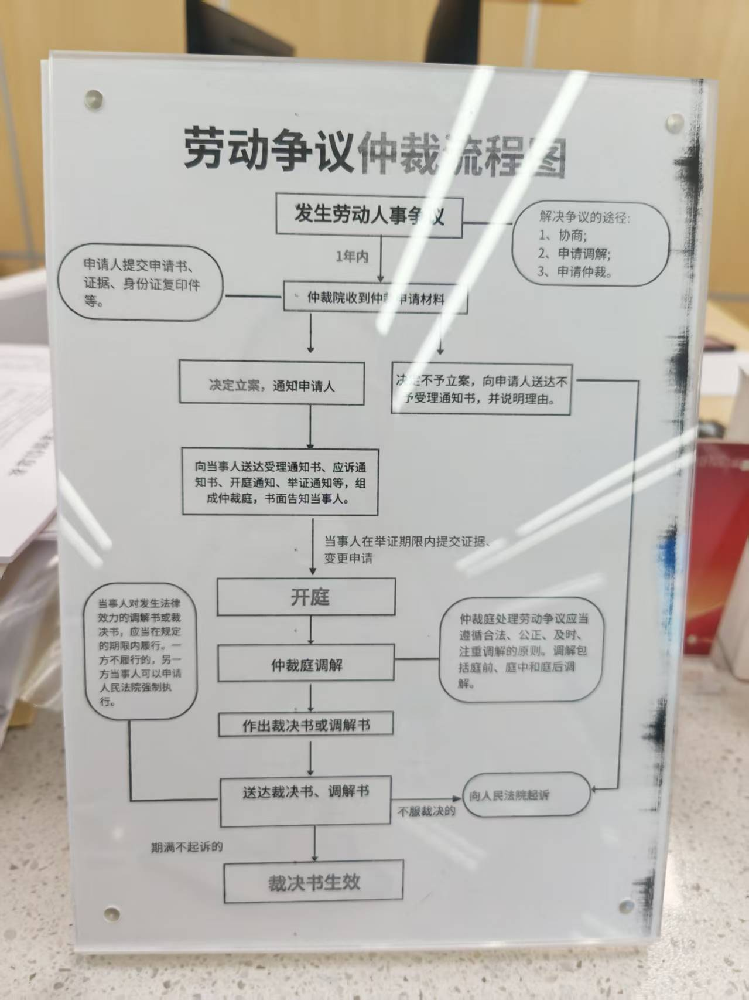 劳动争议仲裁流程图
发生劳动人事争议
解决争议的途径:
1、协商;
2、申请调解;
3、申请仲裁。
1年内
申请人提交申请书、
证据、身份证复印件
等。
仲裁院收到仲裁申请材料
决定立案，通知申请人
决定不予立案，向申请人送达不
予受理通知书，并说明理由。
向当事人送达受理通知书、应诉通
知书、开庭通知、举证通知等，组
成仲裁庭，书面告知当事人。
当事人在举证期限内提交证据、
变更申请
开庭
当事人对发生法律
效力的调解书或裁
决书，应当在规定
的期限内履行。一
方不履行的，另一
方当事人可以申请
人民法院强制执
行。
仲裁庭调解
仲裁庭处理劳动争议应当
遵循合法、公正、及时、
注重调解的原则。调解包
括庭前、庭中和庭后调
解。
作出裁决书或调解书
送达裁决书、调解书
不服裁决的
向人民法院起诉
期满不起诉的
裁决书生效